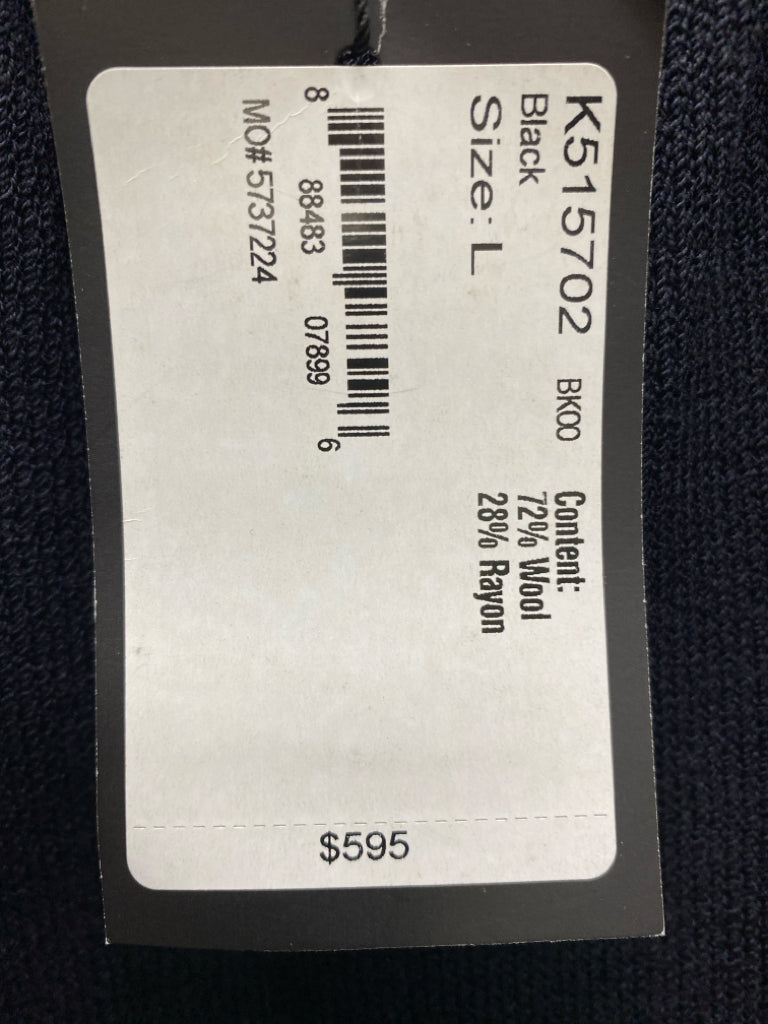 K515702 BK00
Black
Size: L
Content:
72% Wool
28% Rayon
8 88483 07899 6
MO# 5737224
$595